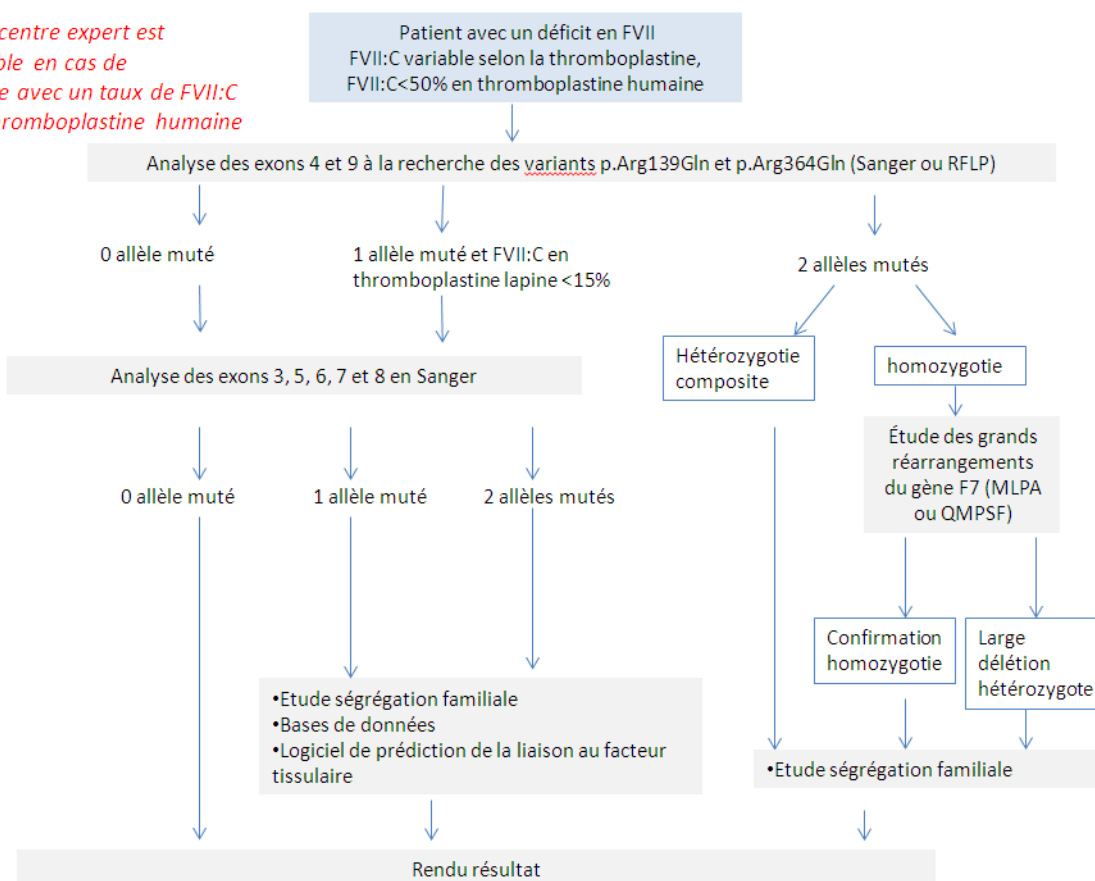 centre expert est
ble en cas de
e avec un taux de FVII:C
hromboplastine humaine
Patient avec un déficit en FVII
FVII:C variable selon la thromboplastine,
FVII:C<50% en thromboplastine humaine
Analyse des exons 4 et 9 à la recherche des variants p.Arg139Gln et p.Arg364Gln (Sanger ou RFLP)
0 allèle muté
1 allèle muté et FVII:C en
thromboplastine lapine <15%
2 allèles mutés
Hétérozygotie
composite
homozygotie
Analyse des exons 3, 5, 6, 7 et 8 en Sanger
Étude des grands
réarrangements
du gène F7 (MLPA
ou QMPSF)
0 allèle muté
1 allèle muté
2 allèles mutés
Confirmation
homozygotie
Large
délétion
hétérozygote
•Etude ségrégation familiale
•Bases de données
•Logiciel de prédiction de la liaison au facteur
tissulaire
•Etude ségrégation familiale
Rendu résultat